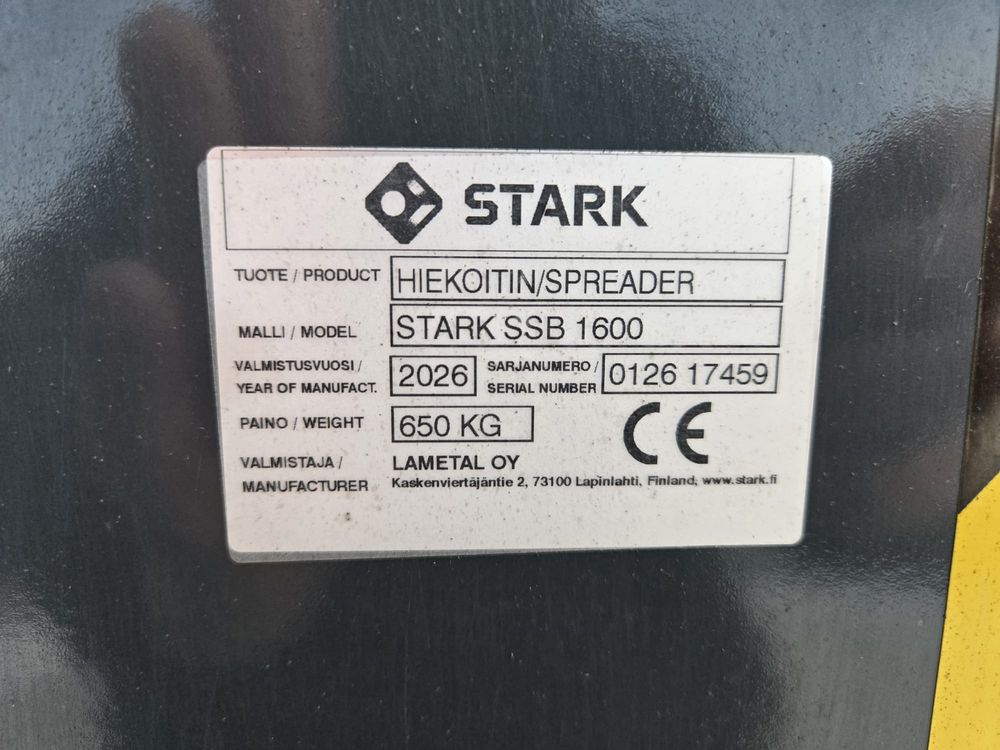 STARK
TUOTE / PRODUCT HIEKOITIN/SPREADER
MALLI / MODEL STARK SSB 1600
VALMISTUSVUOSI / YEAR OF MANUFACT. 2026 SARJANUMERO / SERIAL NUMBER 0126 17459
PAINO / WEIGHT 650 KG CE
VALMISTAJA / MANUFACTURER LAMETAL OY
Kaskenviertäjäntie 2, 73100 Lapinlahti, Finland, www.stark.fi